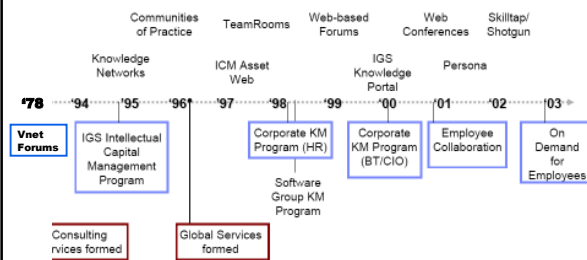 Communities
of Practice
TeamRooms
Web-based
Forums
Web
Conferences
Skilltap/
Shotgun
Knowledge
Networks
ICM Asset
Web
IGS
Knowledge
Portal
Persona
'78 '94 '95 '96 '97 '98 '99 '00 '01 '02 '03
Vnet
Forums
IGS Intellectual
Capital
Management
Program
Corporate KM
Program (HR)
Corporate
KM Program
(BT/CIO)
Employee
Collaboration
On
Demand
for
Employees
Software
Group KM
Program
Consulting
rvices formed
Global Services
formed